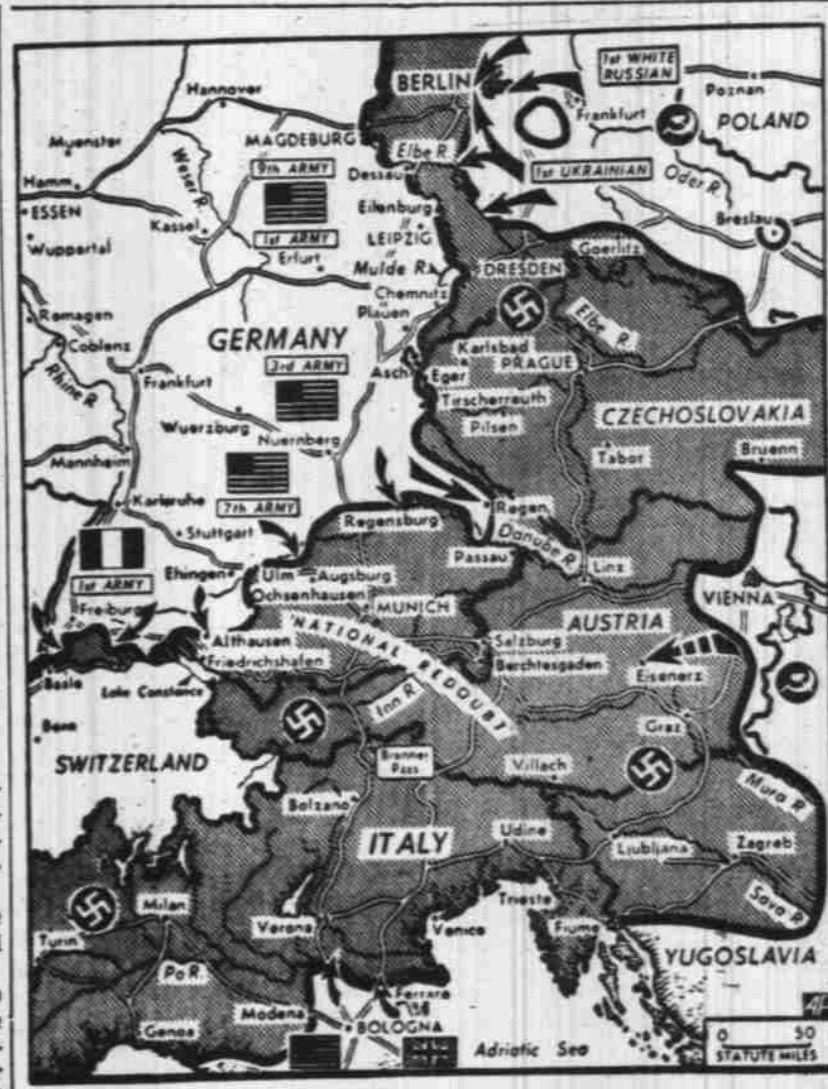 BERLIN
1st WHITE
RUSSIAN
Poznan
POLAND
Hannover
Frankfurt
MAGDEBURG
Muenster
Weser R.
Elbe R.
1st UKRAINIAN
Oder R.
9th ARMY
Dessau
Hamm
Eilenburg
Breslau
ESSEN
Kassel
1st ARMY
LEIPZIG
Wuppertal
Erfurt
Mulde R.
DRESDEN
Goerlitz
Chemnitz
Remagen
Plauen
Elbe R.
Coblenz
GERMANY
Karlsbad
PRAGUE
3rd ARMY
Asch
Eger
Rhine R.
Frankfurt
Tirscherreuth
CZECHOSLOVAKIA
Wuerzburg
Pilsen
Nuernberg
Tabor
Bruenn
Mannheim
Karlsruhe
7th ARMY
Regen
Regensburg
Stuttgart
Danube R.
Passau
Linz
Ehingen
Ulm
Augsburg
1st ARMY
Ochsenhausen
VIENNA
Freiburg
MUNICH
AUSTRIA
Althausen
'NATIONAL REDOUBT'
Salzburg
Friedrichshafen
Berchtesgaden
Eisenerz
Basle
Lake Constance
Inn R.
Bern
Graz
SWITZERLAND
Brenner
Pass
Villach
Mura R.
Bolzano
ITALY
Udine
Ljubljana
Zagreb
Milan
Trieste
Sava R.
Verona
Venice
Fiume
Turin
YUGOSLAVIA
Po R.
Ferrara
Modena
AP
Genoa
BOLOGNA
Adriatic Sea
0 50
STATUTE MILES